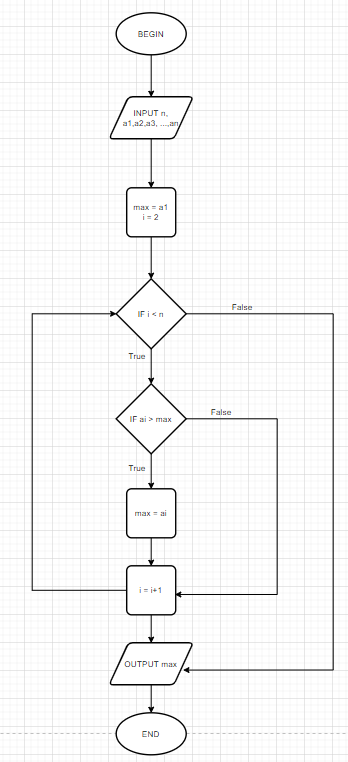 BEGIN
INPUT n,
a1,a2,a3, ...,an
max = a1
i = 2
IF i < n
False
True
IF ai > max
False
True
max = ai
i = i+1
OUTPUT max
END